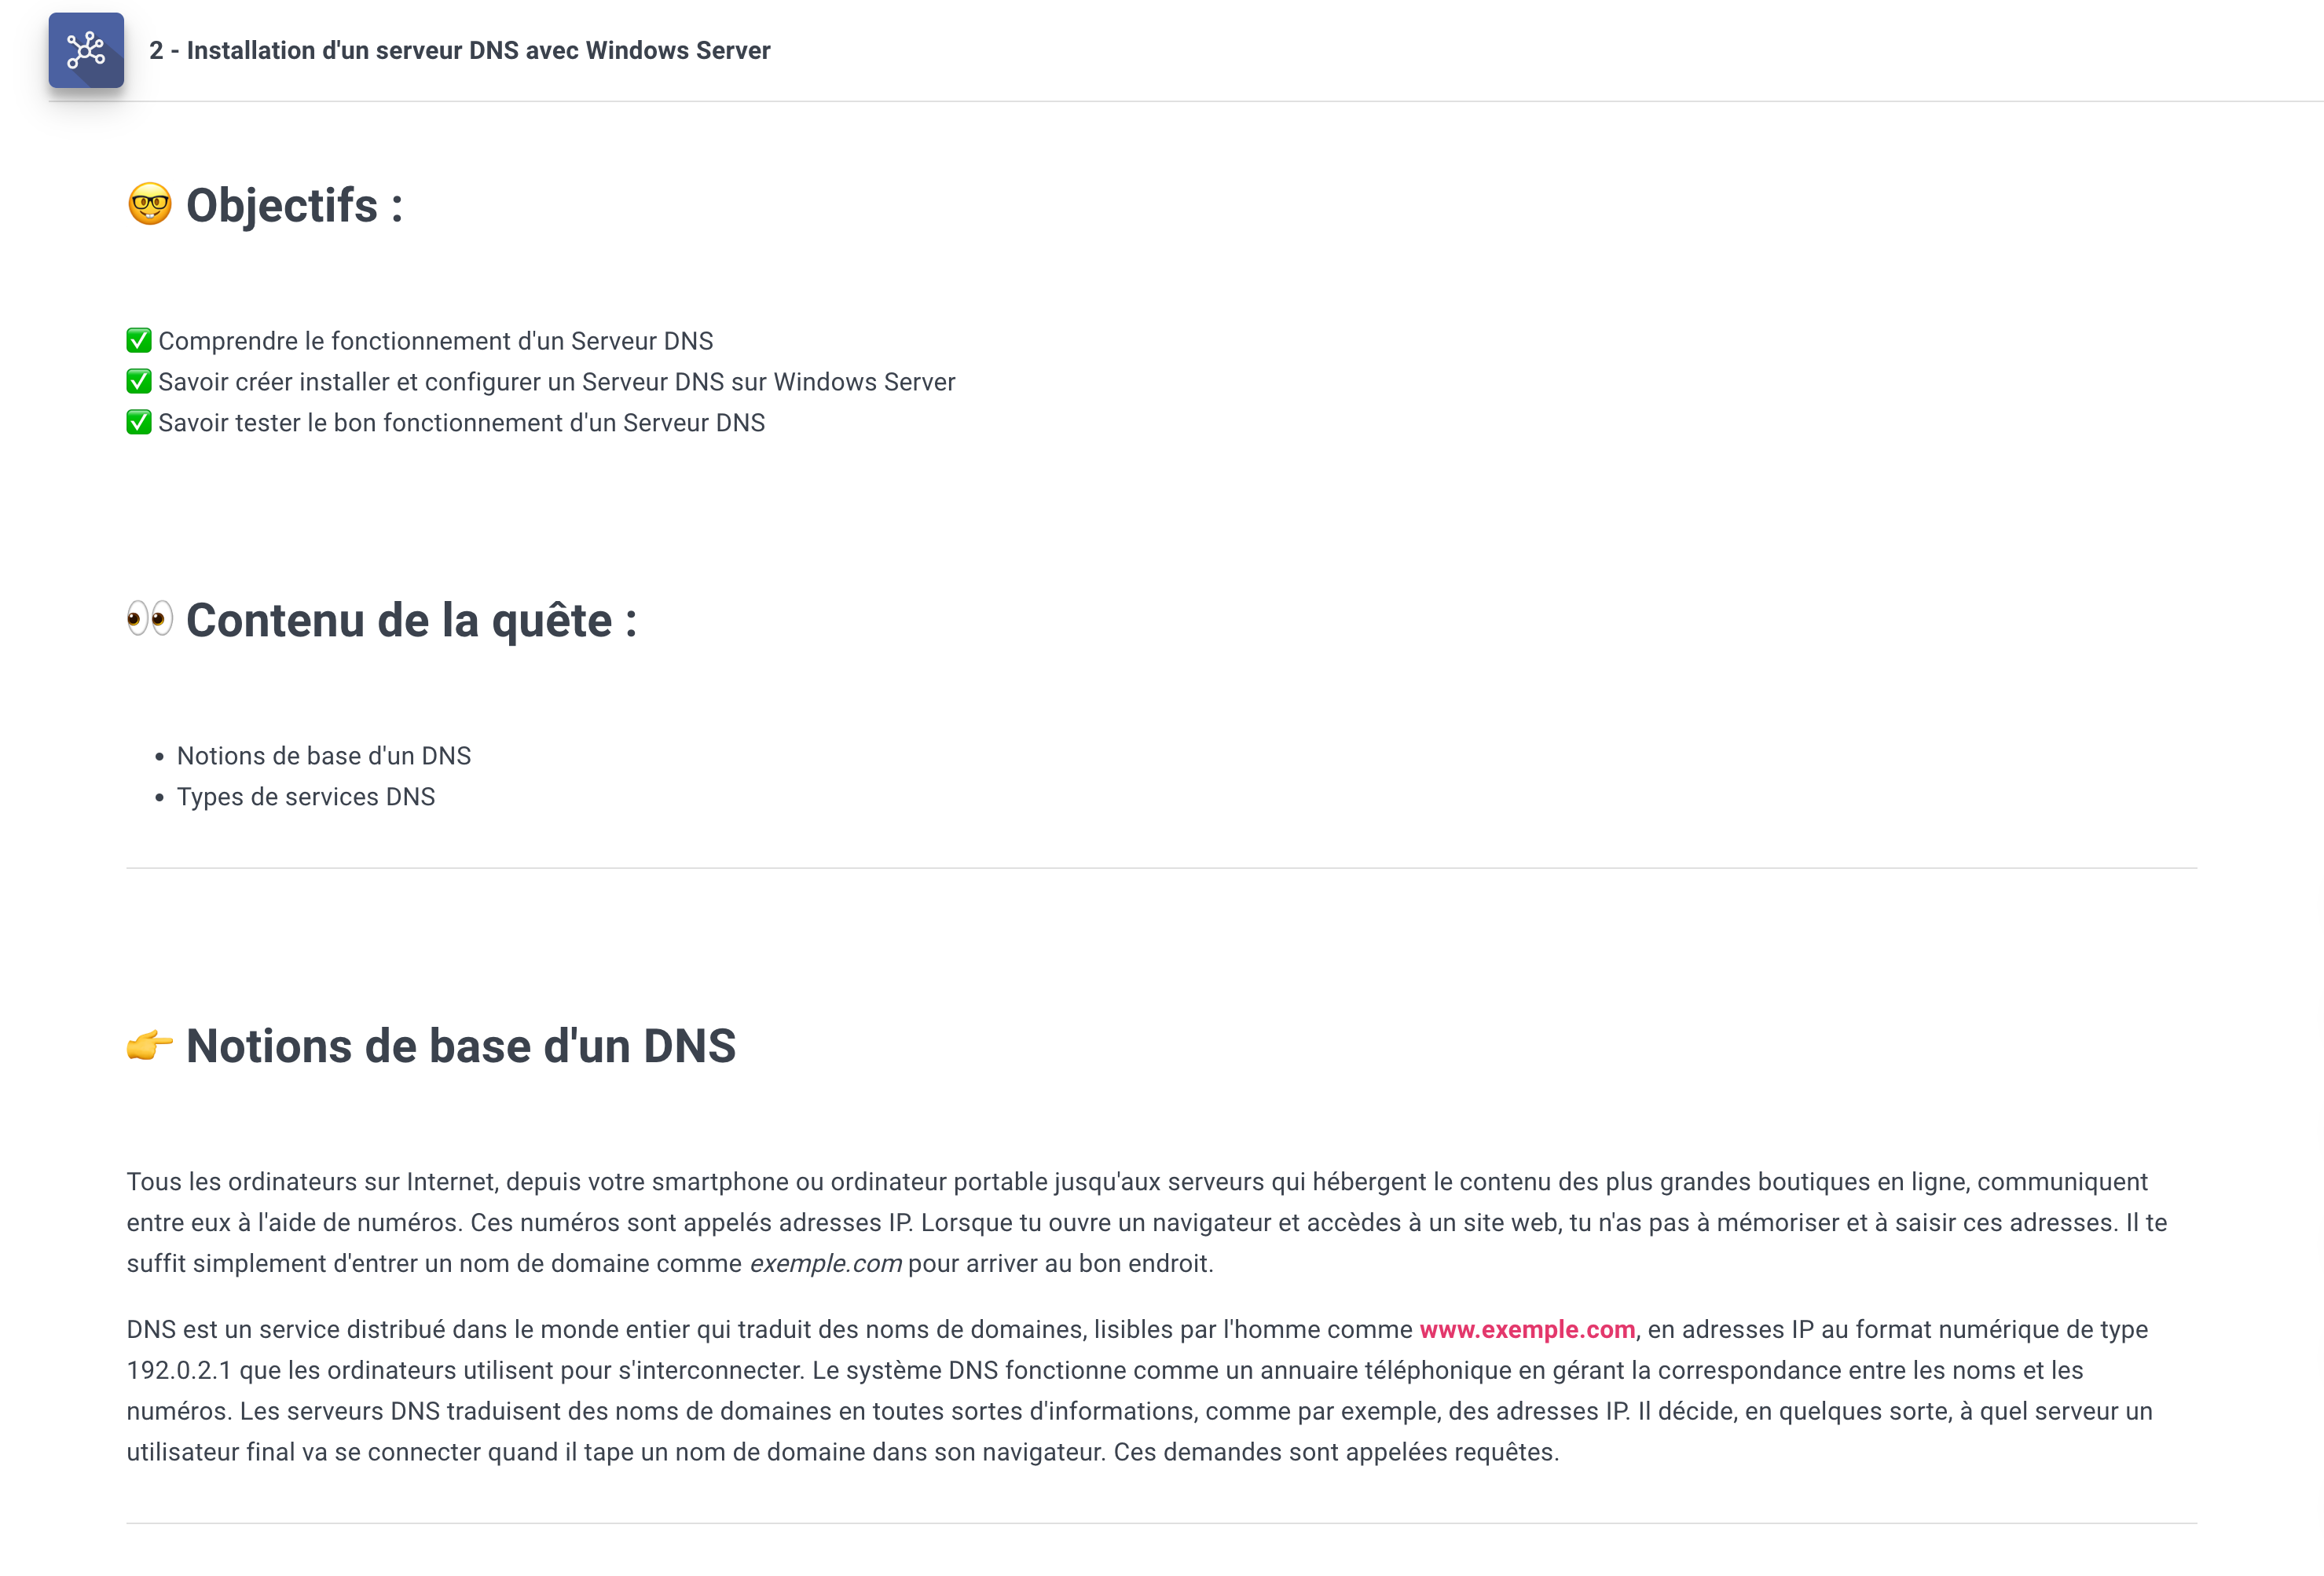 2 - Installation d'un serveur DNS avec Windows Server
🤓 Objectifs :
✅ Comprendre le fonctionnement d'un Serveur DNS
✅ Savoir créer installer et configurer un Serveur DNS sur Windows Server
✅ Savoir tester le bon fonctionnement d'un Serveur DNS
👀 Contenu de la quête :
• Notions de base d'un DNS
• Types de services DNS
👉 Notions de base d'un DNS
Tous les ordinateurs sur Internet, depuis votre smartphone ou ordinateur portable jusqu'aux serveurs qui hébergent le contenu des plus grandes boutiques en ligne, communiquent
entre eux à l'aide de numéros. Ces numéros sont appelés adresses IP. Lorsque tu ouvre un navigateur et accèdes à un site web, tu n'as pas à mémoriser et à saisir ces adresses. Il te
suffit simplement d'entrer un nom de domaine comme exemple.com pour arriver au bon endroit.
DNS est un service distribué dans le monde entier qui traduit des noms de domaines, lisibles par l'homme comme www.exemple.com, en adresses IP au format numérique de type
192.0.2.1 que les ordinateurs utilisent pour s'interconnecter. Le système DNS fonctionne comme un annuaire téléphonique en gérant la correspondance entre les noms et les
numéros. Les serveurs DNS traduisent des noms de domaines en toutes sortes d'informations, comme par exemple, des adresses IP. Il décide, en quelques sorte, à quel serveur un
utilisateur final va se connecter quand il tape un nom de domaine dans son navigateur. Ces demandes sont appelées requêtes.